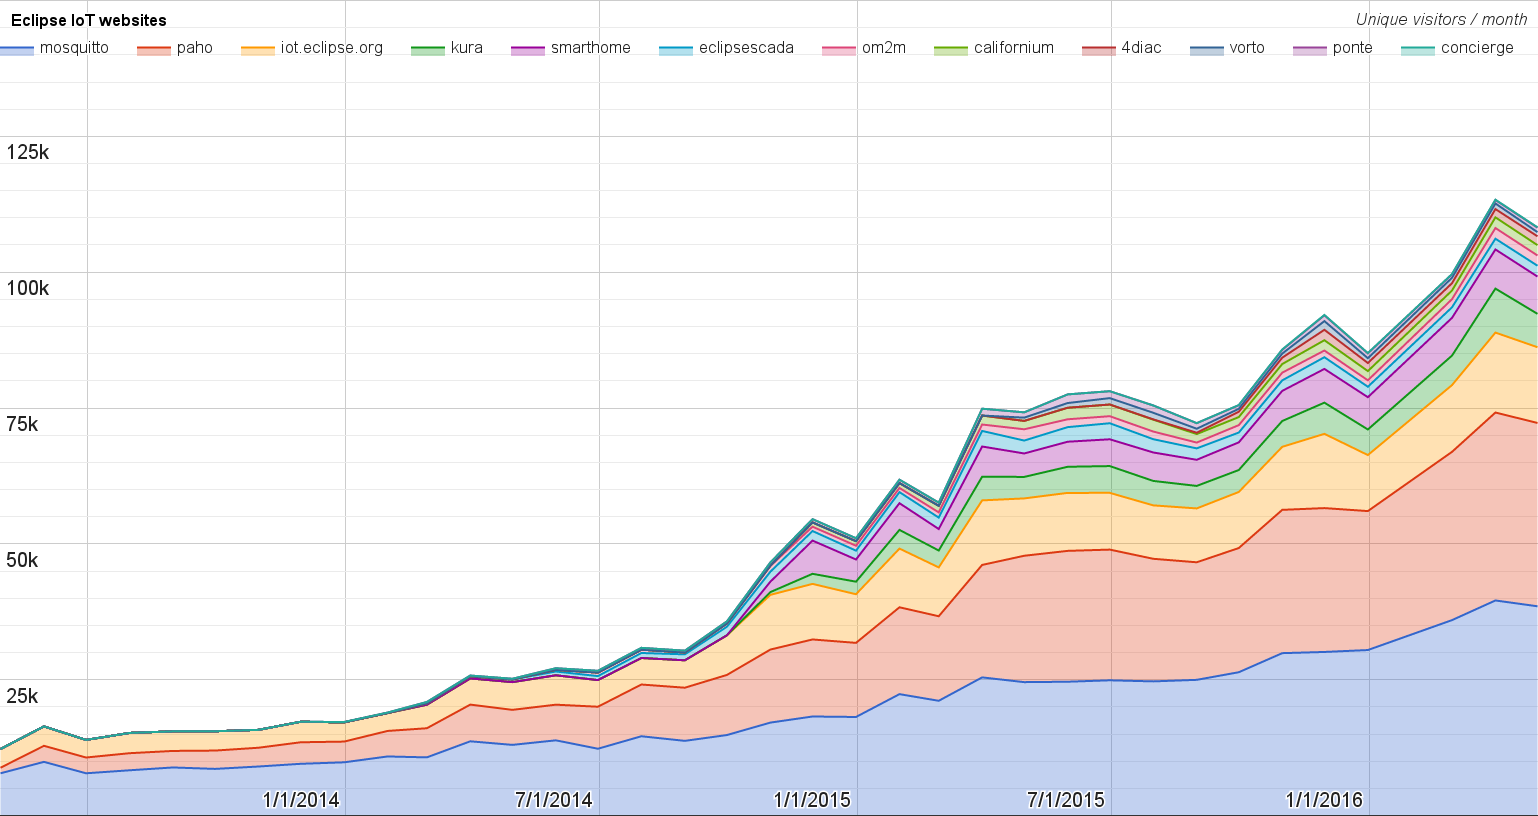 Eclipse IoT websites
Unique visitors / month
mosquitto paho iot.eclipse.org kura smarthome eclipsescada om2m californium 4diac vorto ponte concierge
125k
100k
75k
50k
25k
1/1/2014 7/1/2014 1/1/2015 7/1/2015 1/1/2016